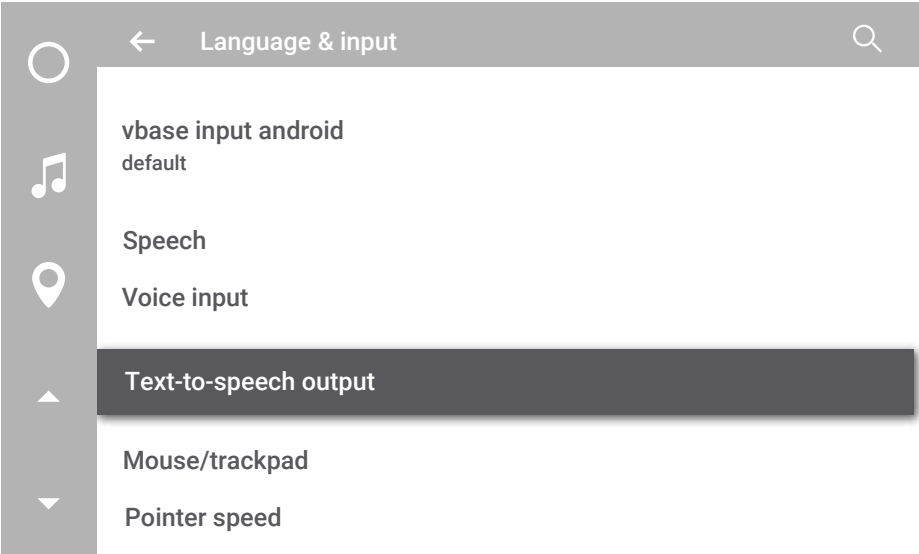 Language & input
vbase input android
default
Speech
Voice input
Text-to-speech output
Mouse/trackpad
Pointer speed